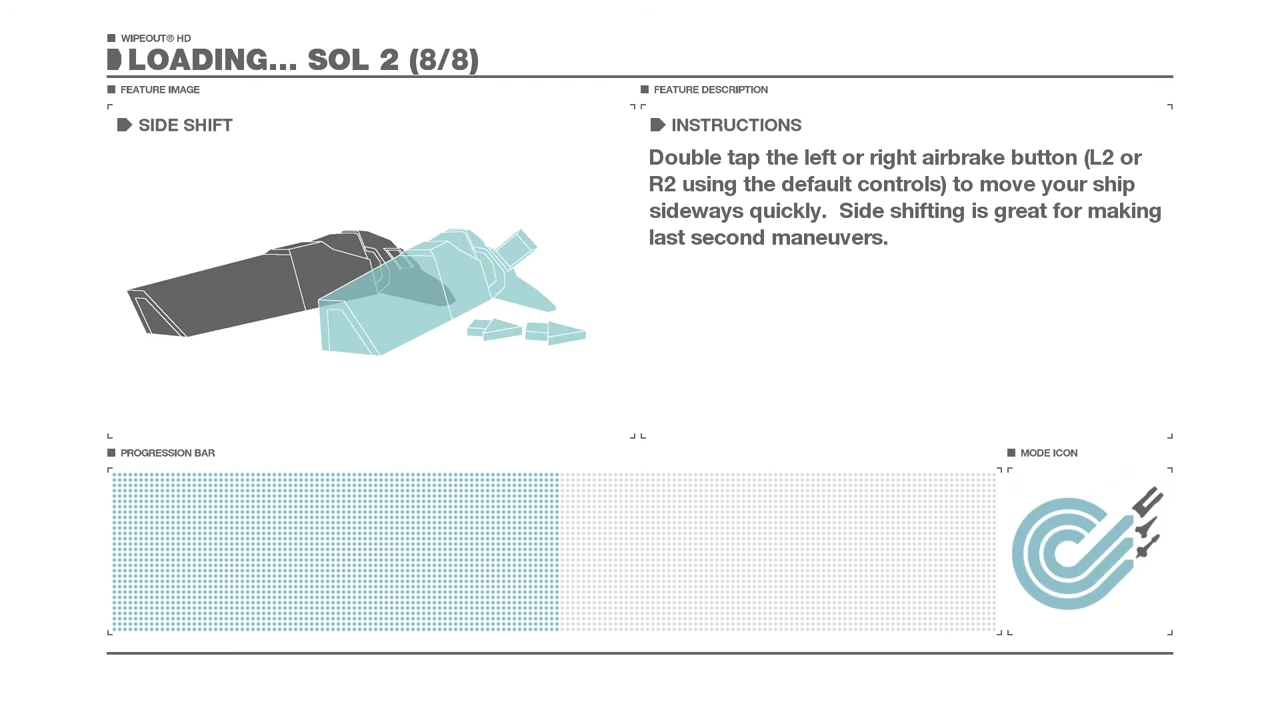 WIPEOUT® HD
LOADING... SOL 2 (8/8)
FEATURE IMAGE
SIDE SHIFT
FEATURE DESCRIPTION
INSTRUCTIONS
Double tap the left or right airbrake button (L2 or
R2 using the default controls) to move your ship
sideways quickly.  Side shifting is great for making
last second maneuvers.
PROGRESSION BAR
MODE ICON